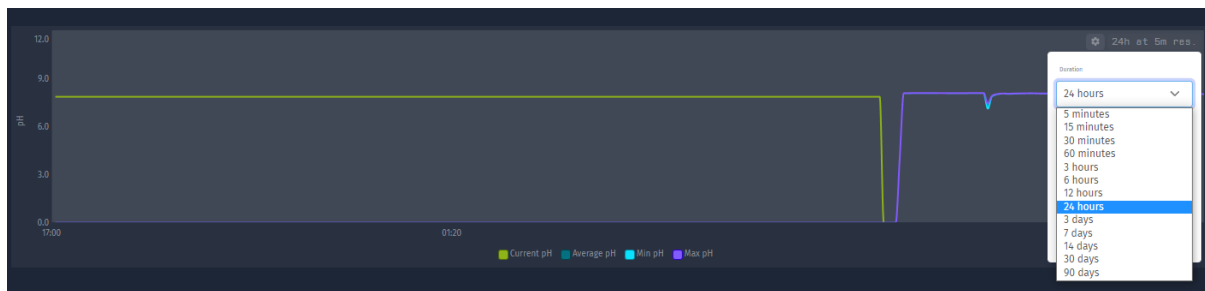 12.0
24h at 5m res.
Duration
9.0
24 hours
5 minutes
15 minutes
6.0
pH
30 minutes
60 minutes
3 hours
3.0
6 hours
12 hours
24 hours
3 days
0.0
17:00
01:20
7 days
14 days
Current pH Average pH Min pH Max pH
30 days
90 days